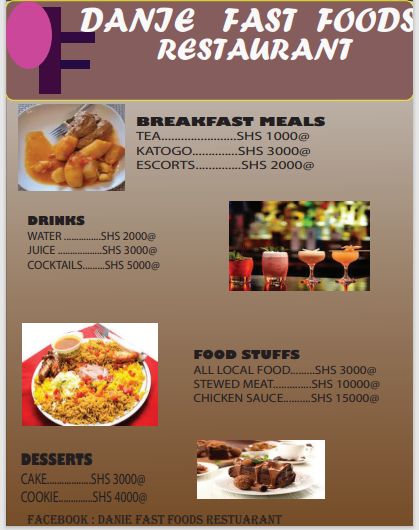 DANIE FAST FOODS
RESTAURANT
BREAKFAST MEALS
TEA.......................SHS 1000@
KATOGO..............SHS 3000@
ESCORTS..............SHS 2000@
DRINKS
WATER ...............SHS 2000@
JUICE ..................SHS 3000@
COCKTAILS.........SHS 5000@
FOOD STUFFS
ALL LOCAL FOOD.........SHS 3000@
STEWED MEAT..............SHS 10000@
CHICKEN SAUCE..........SHS 15000@
DESSERTS
CAKE.................SHS 3000@
COOKIE.............SHS 4000@
FACEBOOK : DANIE FAST FOODS RESTUARANT